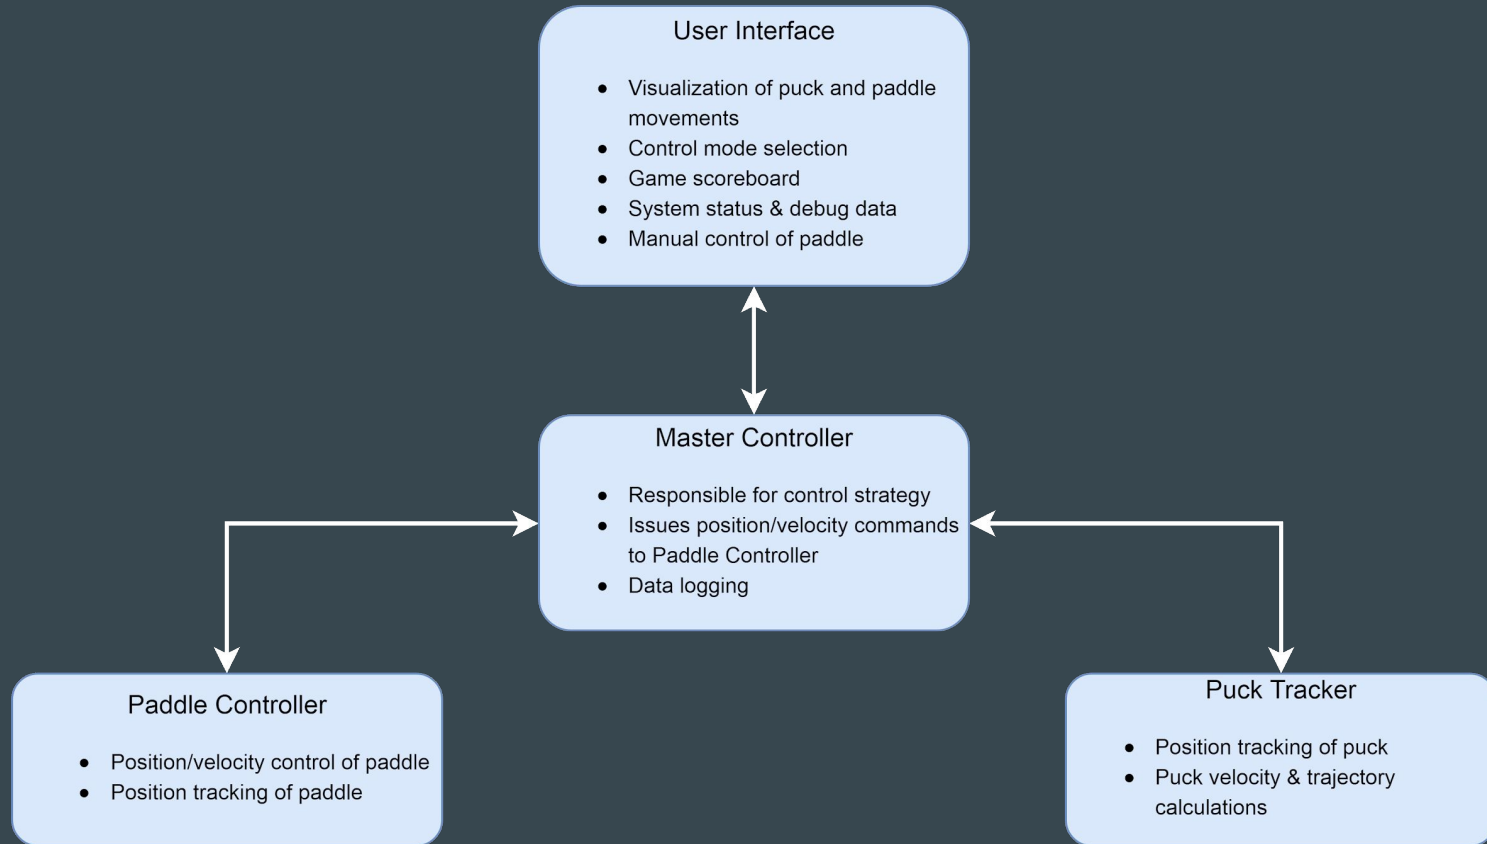 User Interface
● Visualization of puck and paddle
movements
● Control mode selection
● Game scoreboard
● System status & debug data
● Manual control of paddle
Master Controller
● Responsible for control strategy
● Issues position/velocity commands
to Paddle Controller
● Data logging
Paddle Controller
● Position/velocity control of paddle
● Position tracking of paddle
Puck Tracker
● Position tracking of puck
● Puck velocity & trajectory
calculations